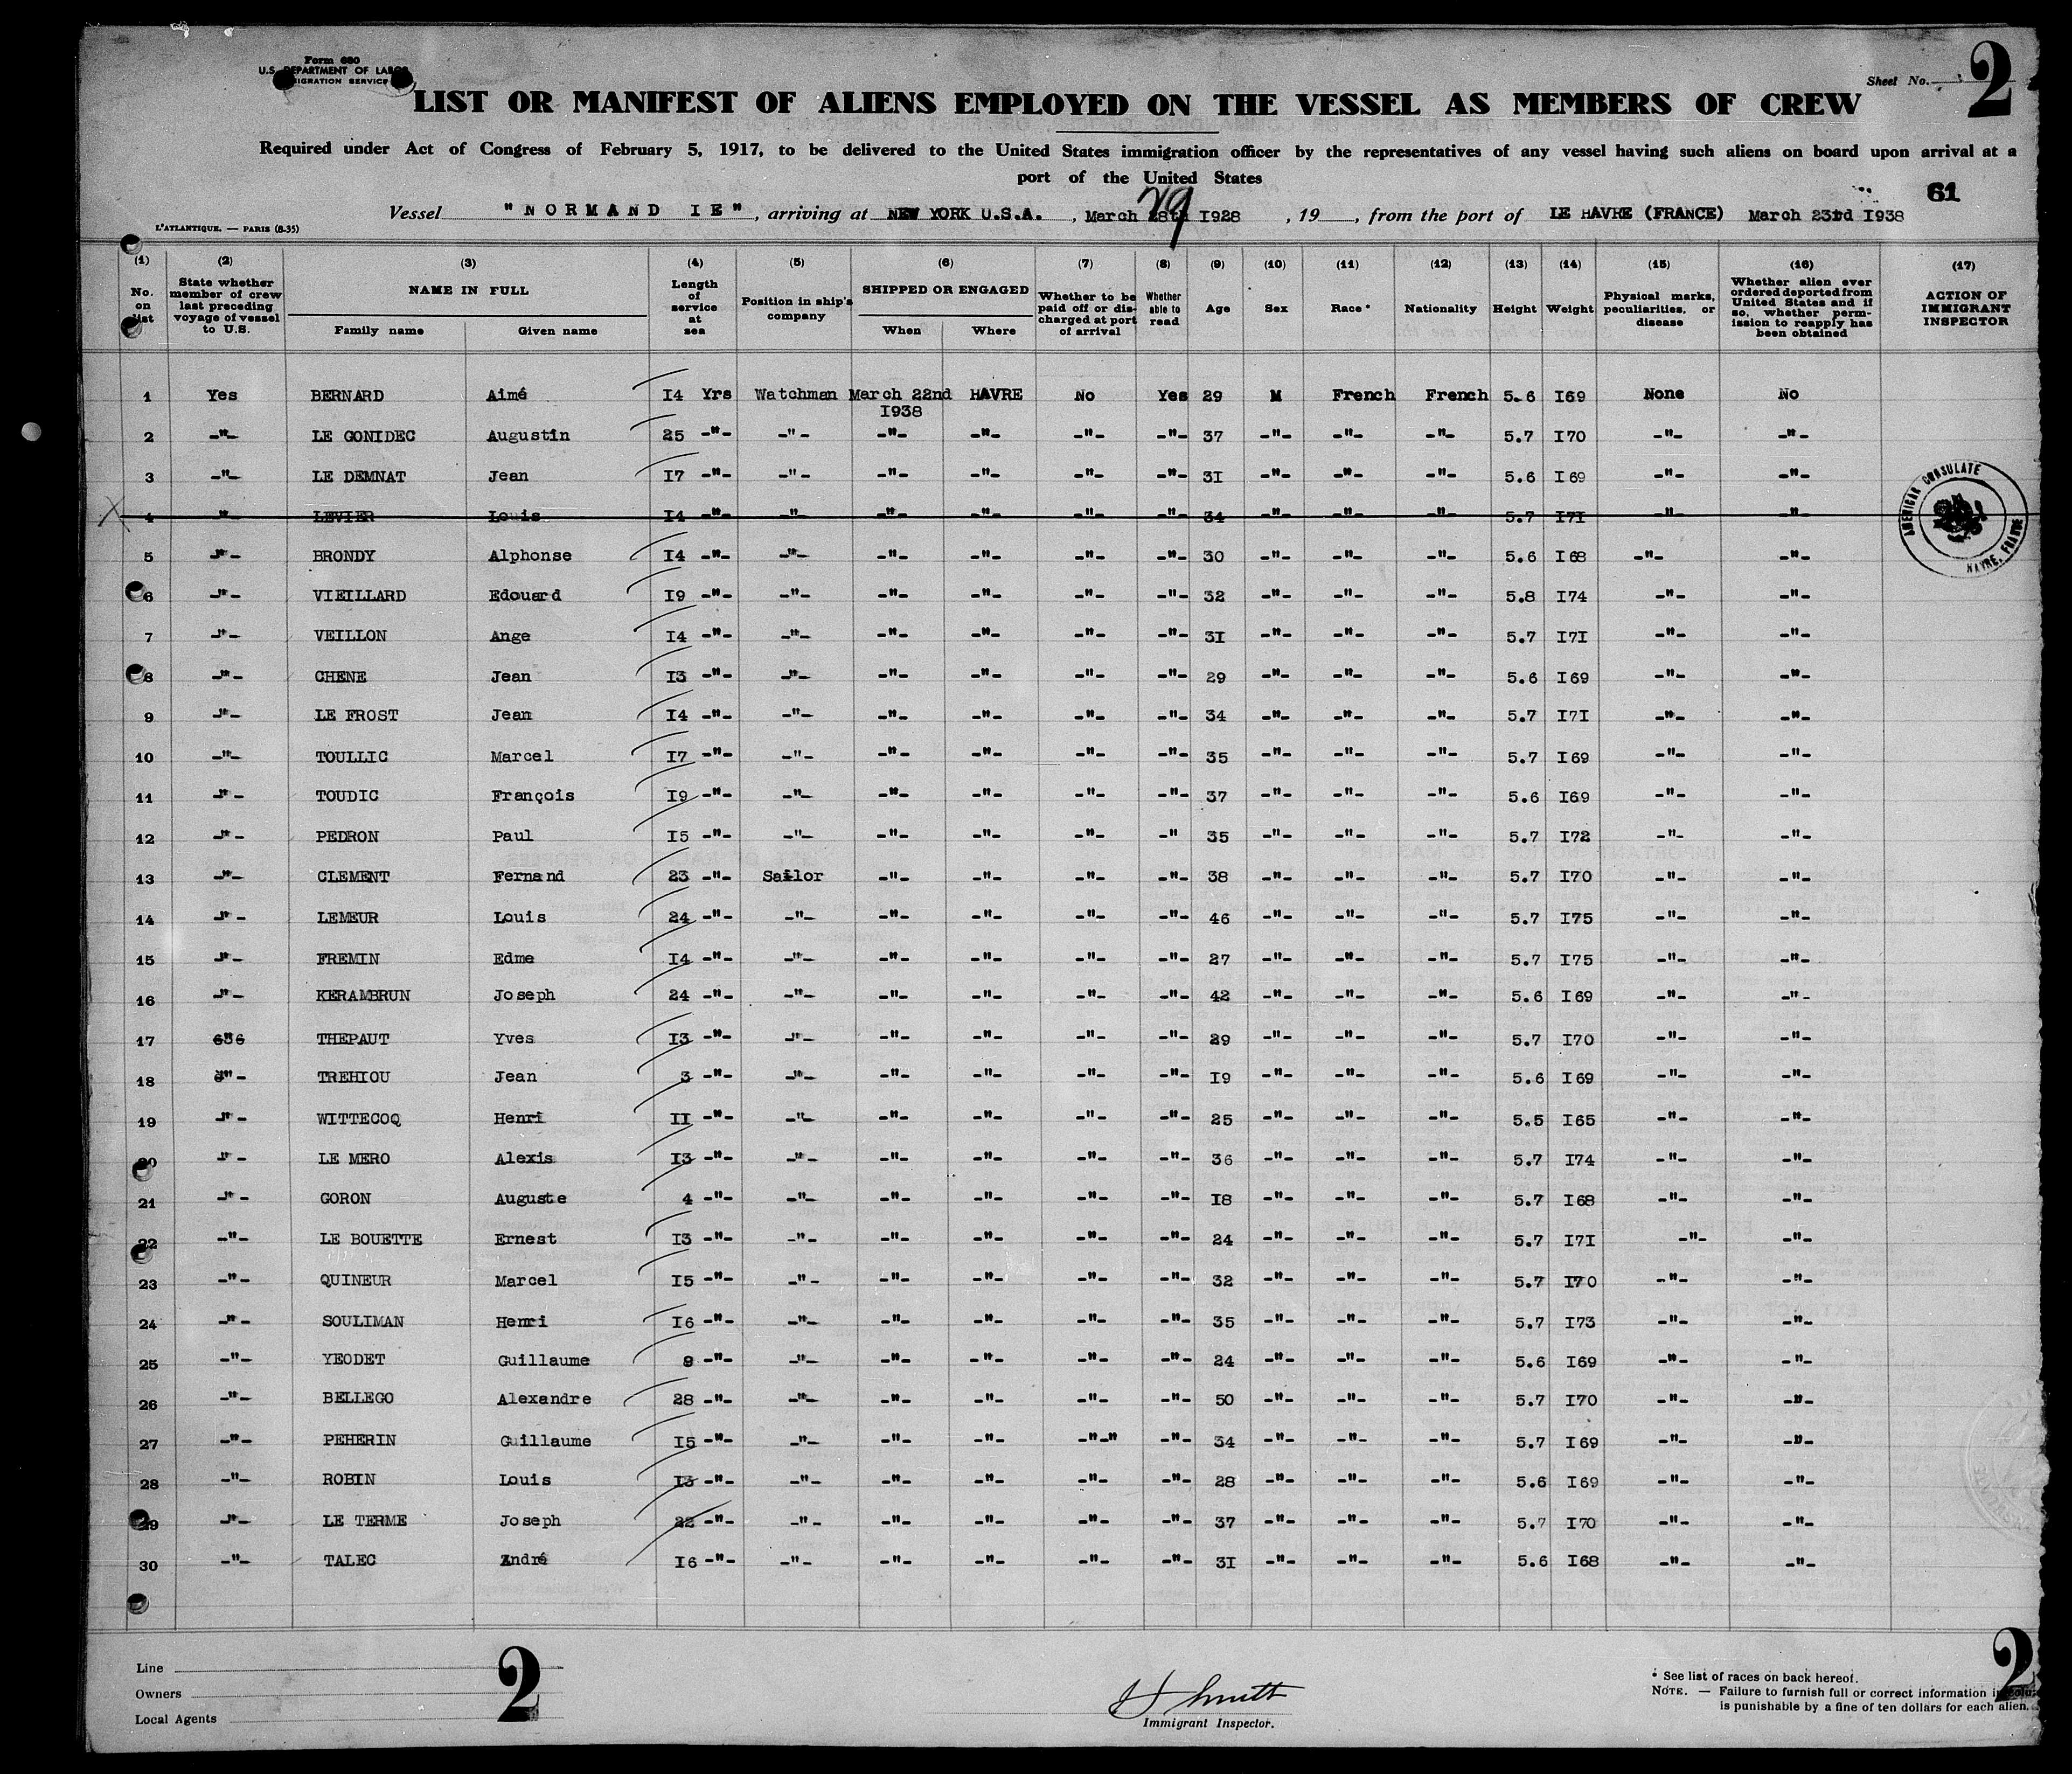 Form 680
U.S. DEPARTMENT OF LABOR
IMMIGRATION SERVICE
Sheet No. 2
LIST OR MANIFEST OF ALIENS EMPLOYED ON THE VESSEL AS MEMBERS OF CREW
Required under Act of Congress of February 5, 1917, to be delivered to the United States immigration officer by the representatives of any vessel having such aliens on board upon arrival at a
port of the United States
61
Vessel "NORMAND IE", arriving at NEW YORK U.S.A., March 28th 29 I928, 19, from the port of LE HAVRE (FRANCE) March 23rd I938
L'ATLANTIQUE. — PARIS (8-35)
(1) No. on list (2) State whether member of crew last preceding voyage of vessel to U.S. (3) NAME IN FULL Family name Given name (4) Length of service at sea (5) Position in ship's company (6) SHIPPED OR ENGAGED When Where (7) Whether to be paid off or discharged at port of arrival (8) Whether able to read (9) Age (10) Sex (11) Race * (12) Nationality (13) Height (14) Weight (15) Physical marks, peculiarities, or disease (16) Whether alien ever ordered deported from United States and if so, whether permission to reapply has been obtained (17) ACTION OF IMMIGRANT INSPECTOR
1 Yes BERNARD Aimé I4 Yrs Watchman March 22nd I938 HAVRE No Yes 29 M French French 5.6 I69 None No
2 -"- LE GONIDEC Augustin 25 -"- -"- -"- -"- -"- -"- 37 -"- -"- -"- 5.7 I70 -"- -"-
3 -"- LE DEMNAT Jean I7 -"- -"- -"- -"- -"- -"- 3I -"- -"- -"- 5.6 I69 -"- -"-
4 -"- LEVIER Louis I4 -"- -"- -"- -"- -"- -"- 34 -"- -"- -"- 5.7 I7I -"- -"-
AMERICAN CONSULATE HAVRE, FRANCE
5 -"- BRONDY Alphonse I4 -"- -"- -"- -"- -"- -"- 30 -"- -"- -"- 5.6 I68 -"- -"-
6 -"- VIEILLARD Edouard I9 -"- -"- -"- -"- -"- -"- 32 -"- -"- -"- 5.8 I74 -"- -"-
7 -"- VEILLON Ange I4 -"- -"- -"- -"- -"- -"- 3I -"- -"- -"- 5.7 I7I -"- -"-
8 -"- CHENE Jean I3 -"- -"- -"- -"- -"- -"- 29 -"- -"- -"- 5.6 I69 -"- -"-
9 -"- LE FROST Jean I4 -"- -"- -"- -"- -"- -"- 34 -"- -"- -"- 5.7 I7I -"- -"-
10 -"- TOULLIC Marcel I7 -"- -"- -"- -"- -"- -"- 35 -"- -"- -"- 5.7 I69 -"- -"-
11 -"- TOUDIC François I9 -"- -"- -"- -"- -"- -"- 37 -"- -"- -"- 5.6 I69 -"- -"-
12 -"- PEDRON Paul I5 -"- -"- -"- -"- -"- -" 35 -"- -"- -"- 5.7 I72 -"- -"-
13 -"- CLEMENT Fernand 23 -"- Sailor -"- -"- -"- -"- 38 -"- -"- -"- 5.7 I70 -"- -"-
14 -"- LEMEUR Louis 24 -"- -"- -"- -"- -"- -"- 46 -"- -"- -"- 5.7 I75 -"- -"-
15 -"- FREMIN Edme I4 -"- -"- -"- -"- -"- -"- 27 -"- -"- -"- 5.7 I75 -"- -"-
16 -"- KERAMBRUN Joseph 24 -"- -"- -"- -"- -"- -"- 42 -"- -"- -"- 5.6 I69 -"- -"-
17 THEPAUT Yves I3 -"- -"- -"- -"- -"- -"- 29 -"- -"- -"- 5.7 I70 -"- -"-
18 -"- TREHIOU Jean 3 -"- -"- -"- -"- -"- -"- I9 -"- -"- -"- 5.6 I69 -"- -"-
19 -"- WITTECOQ Henri II -"- -"- -"- -"- -"- -"- 25 -"- -"- -"- 5.5 I65 -"- -"-
20 -"- LE MERO Alexis I3 -"- -"- -"- -"- -"- -"- 36 -"- -"- -"- 5.7 I74 -"- -"-
21 -"- GORON Auguste 4 -"- -"- -"- -"- -"- -"- I8 -"- -"- -"- 5.7 I68 -"- -"-
22 -"- LE BOUETTE Ernest I3 -"- -"- -"- -"- -"- -"- 24 -"- -"- -"- 5.7 I7I -"- -"-
23 -"- QUINEUR Marcel I5 -"- -"- -"- -"- -"- -"- 32 -"- -"- -"- 5.7 I70 -"- -"-
24 -"- SOULIMAN Henri I6 -"- -"- -"- -"- -"- -"- 35 -"- -"- -"- 5.7 I73 -"- -"-
25 -"- YEODET Guillaume 9 -"- -"- -"- -"- -"- -"- 24 -"- -"- -"- 5.6 I69 -"- -"-
26 -"- BELLEGO Alexandre 28 -"- -"- -"- -"- -"- -"- 50 -"- -"- -"- 5.7 I70 -"- -"-
27 -"- PEHERIN Guillaume I5 -"- -"- -"- -"- -"-" -"- 34 -"- -"- -"- 5.7 I69 -"- -"-
28 -"- ROBIN Louis I3 -"- -"- -"- -"- -"- -"- 28 -"- -"- -"- 5.6 I69 -"- -"-
29 -"- LE TERME Joseph 22 -"- -"- -"- -"- -"- -"- 37 -"- -"- -"- 5.7 I70 -"- -"-
30 -"- TALEC André I6 -"- -"- -"- -"- -"- -"- 3I -"- -"- -"- 5.6 I68 -"- -"-
Line
Owners
Local Agents
2
Smith
Immigrant Inspector.
* See list of races on back hereof.
NOTE. — Failure to furnish full or correct information in
is punishable by a fine of ten dollars for each alien.
2